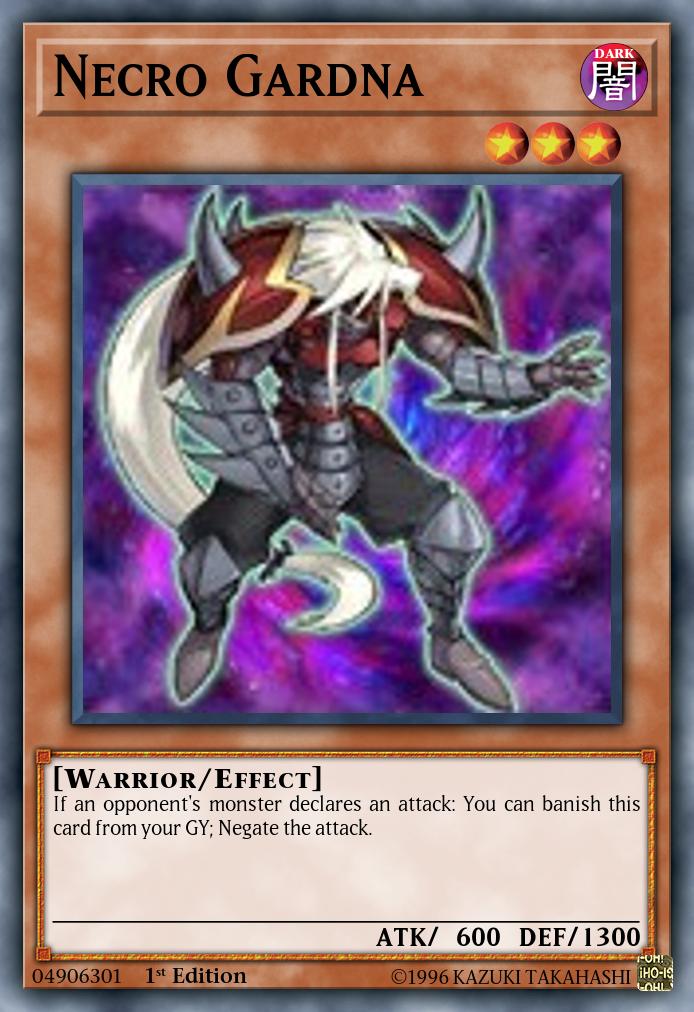 Necro Gardna
DARK
闇
[Warrior/Effect]
If an opponent's monster declares an attack: You can banish this
card from your GY; Negate the attack.
ATK/ 600 DEF/1300
04906301 1st Edition ©1996 KAZUKI TAKAHASHI